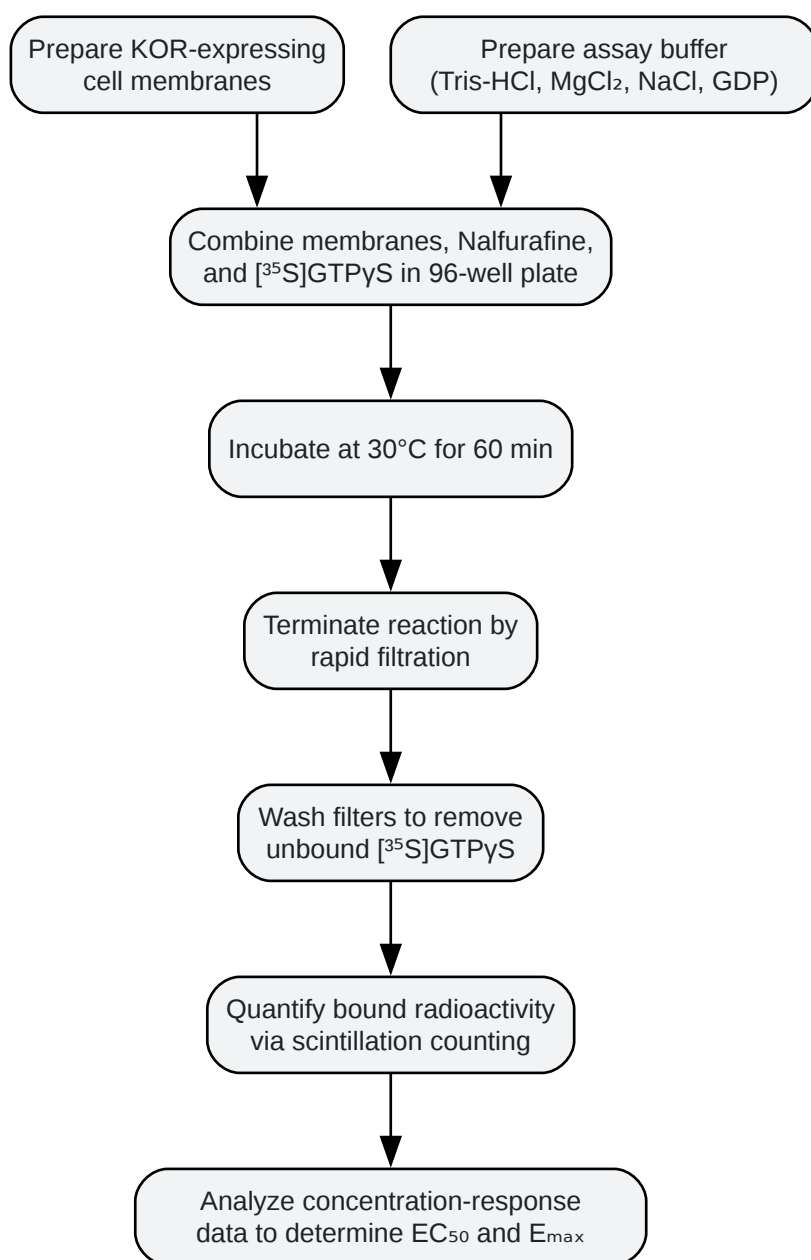 Prepare KOR-expressing
cell membranes
Prepare assay buffer
(Tris-HCl, MgCl₂, NaCl, GDP)
Combine membranes, Nalfurafine,
and [³⁵S]GTPγS in 96-well plate
Incubate at 30°C for 60 min
Terminate reaction by
rapid filtration
Wash filters to remove
unbound [³⁵S]GTPγS
Quantify bound radioactivity
via scintillation counting
Analyze concentration-response
data to determine EC₅₀ and Eₘₐₓ